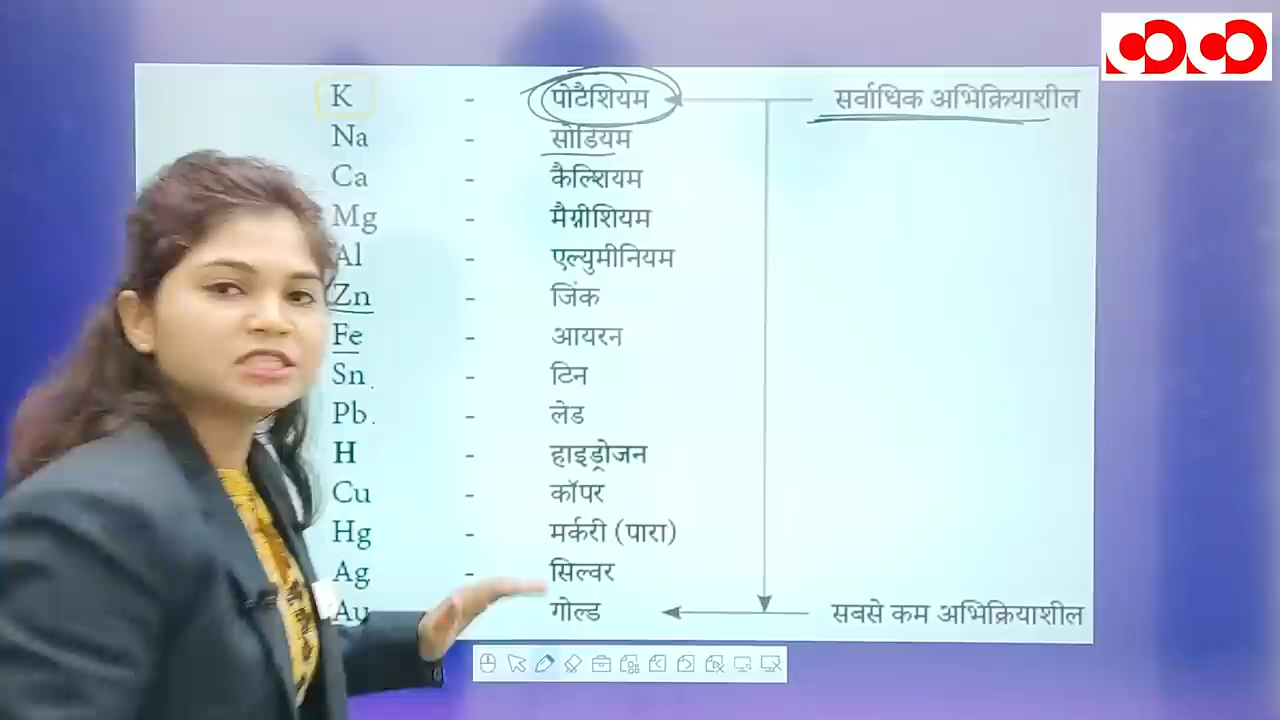 K - पोटैशियम सर्वाधिक अभिक्रियाशील
Na - सोडियम
Ca - कैल्शियम
Mg - मैग्नीशियम
Al - एल्युमीनियम
Zn - जिंक
Fe - आयरन
Sn - टिन
Pb - लेड
H - हाइड्रोजन
Cu - कॉपर
Hg - मर्करी (पारा)
Ag - सिल्वर
Au गोल्ड सबसे कम अभिक्रियाशील